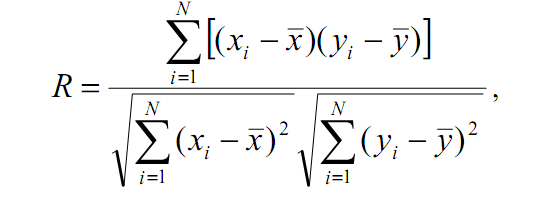 R = \frac{\sum_{i=1}^{N} [(x_i - \bar{x})(y_i - \bar{y})]}{\sqrt{\sum_{i=1}^{N} (x_i - \bar{x})^2} \sqrt{\sum_{i=1}^{N} (y_i - \bar{y})^2}},